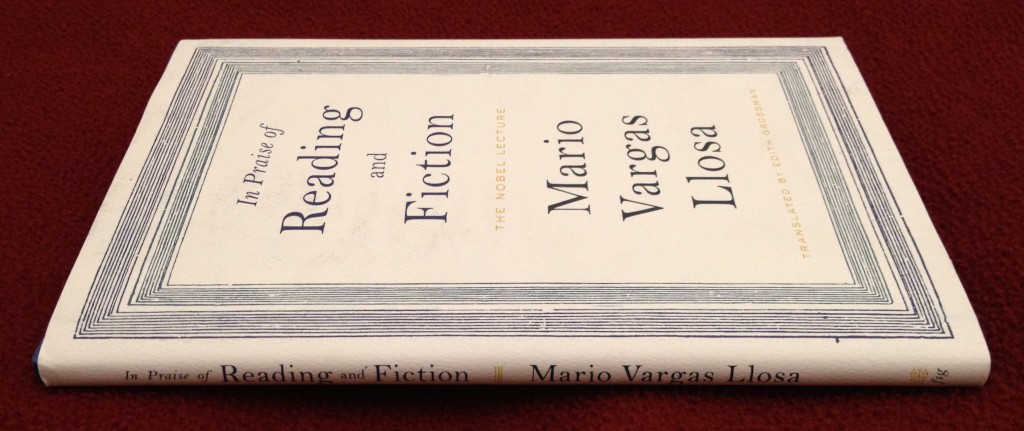 In Praise of
Reading
and
Fiction
THE NOBEL LECTURE
Mario
Vargas
Llosa
TRANSLATED BY EDITH GROSSMAN
In Praise of Reading and Fiction Mario Vargas Llosa fsg